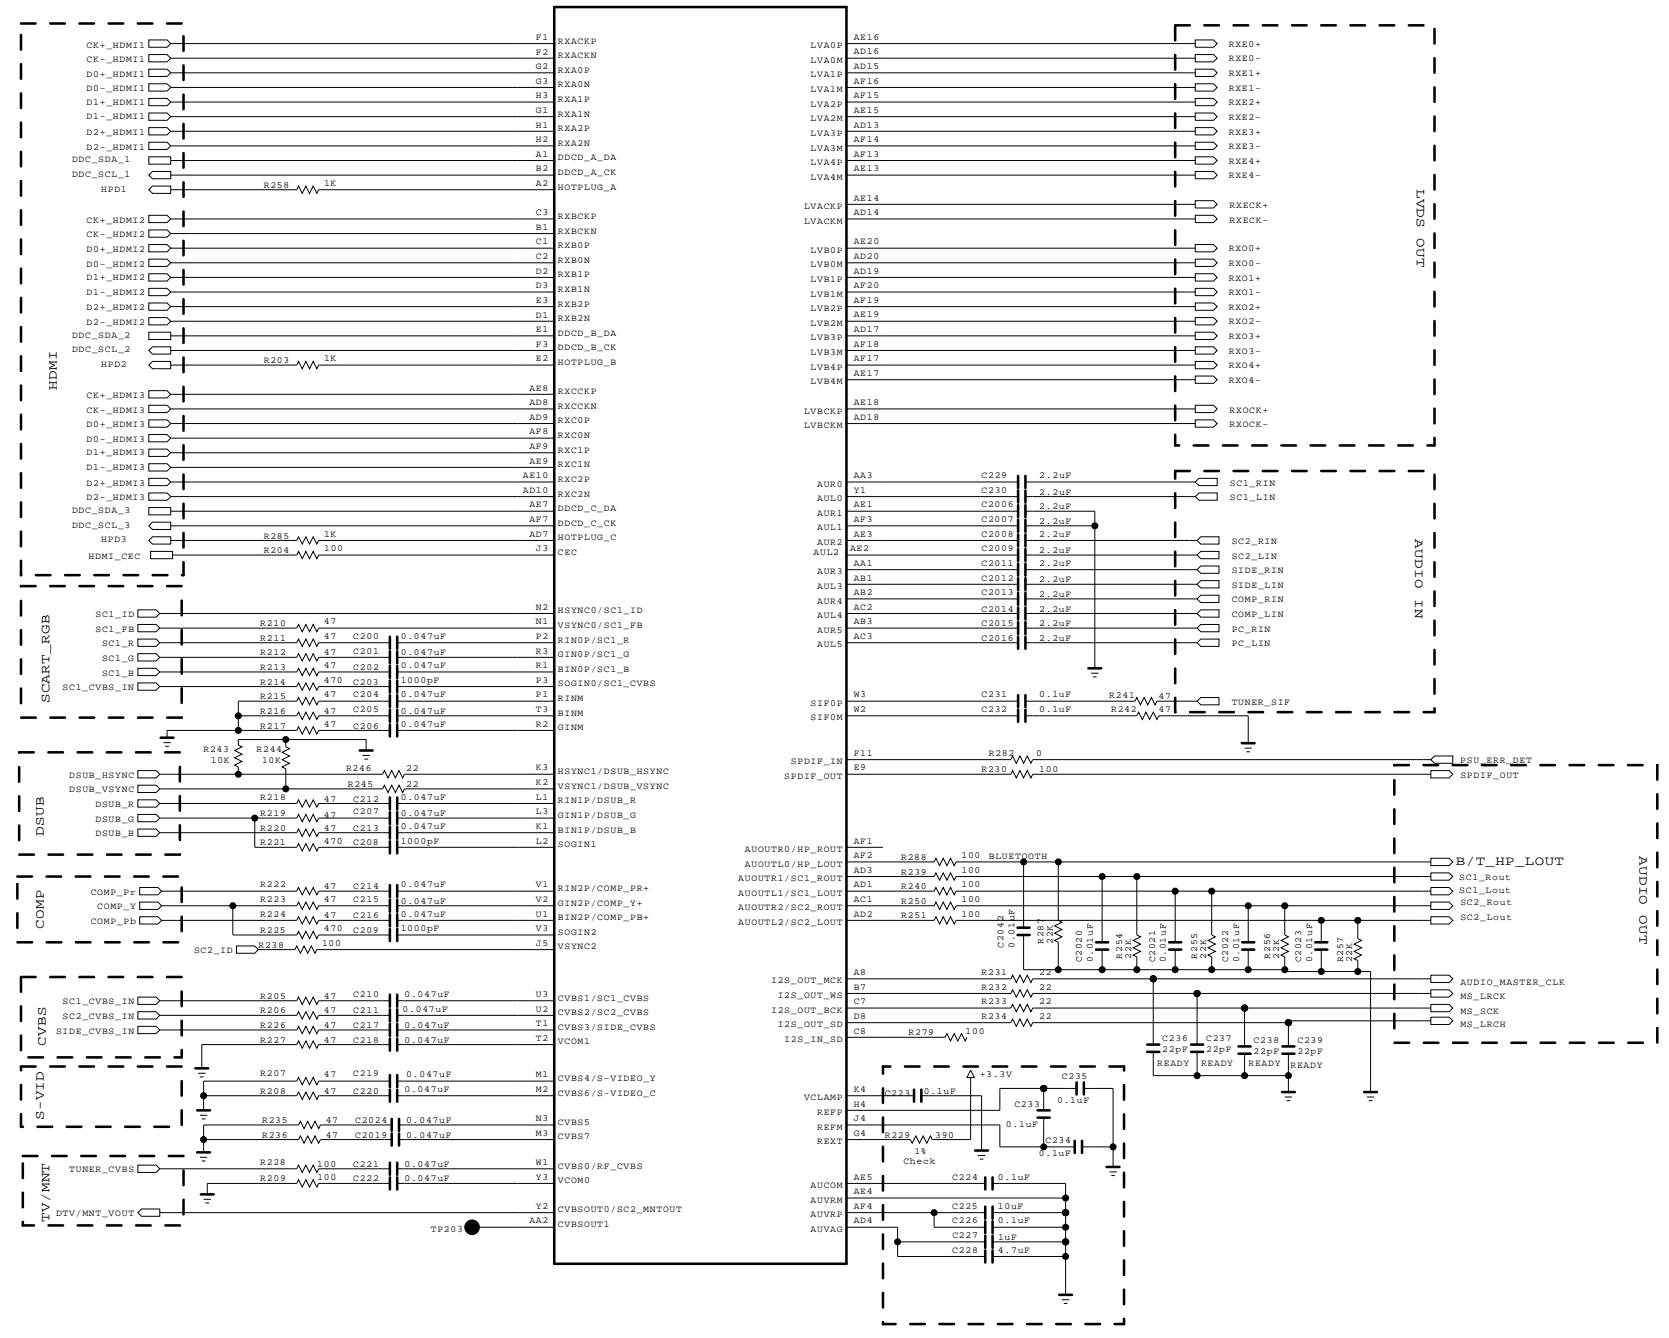 HDMI
CK+_HDMI1 F1 RXACKP
CK-_HDMI1 F2 RXACKN
D0+_HDMI1 G2 RXA0P
D0-_HDMI1 G3 RXA0N
D1+_HDMI1 H3 RXA1P
D1-_HDMI1 G1 RXA1N
D2+_HDMI1 H1 RXA2P
D2-_HDMI1 H2 RXA2N
DDC_SDA_1 A1 DDCD_A_DA
DDC_SCL_1 B2 DDCD_A_CK
HPD1 R258 1K A2 HOTPLUG_A
CK+_HDMI2 C3 RXBCKP
CK-_HDMI2 B1 RXBCKN
D0+_HDMI2 C1 RXB0P
D0-_HDMI2 C2 RXB0N
D1+_HDMI2 D2 RXB1P
D1-_HDMI2 D3 RXB1N
D2+_HDMI2 E3 RXB2P
D2-_HDMI2 D1 RXB2N
DDC_SDA_2 E1 DDCD_B_DA
DDC_SCL_2 F3 DDCD_B_CK
HPD2 R203 1K E2 HOTPLUG_B
CK+_HDMI3 AE8 RXCCKP
CK-_HDMI3 AD8 RXCCKN
D0+_HDMI3 AD9 RXC0P
D0-_HDMI3 AF8 RXC0N
D1+_HDMI3 AF9 RXC1P
D1-_HDMI3 AE9 RXC1N
D2+_HDMI3 AE10 RXC2P
D2-_HDMI3 AD10 RXC2N
DDC_SDA_3 AE7 DDCD_C_DA
DDC_SCL_3 AF7 DDCD_C_CK
HPD3 R285 1K AD7 HOTPLUG_C
HDMI_CEC R204 100 J3 CEC
SCART_RGB
SC1_ID N2 HSYNC0/SC1_ID
SC1_FB R210 47 N1 VSYNC0/SC1_FB
SC1_R R211 47 C200 0.047uF P2 RIN0P/SC1_R
SC1_G R212 47 C201 0.047uF R3 GIN0P/SC1_G
SC1_B R213 47 C202 0.047uF R1 BIN0P/SC1_B
SC1_CVBS_IN R214 470 C203 1000pF P3 SOGIN0/SC1_CVBS
R215 47 C204 0.047uF P1 RINM
R216 47 C205 0.047uF T3 BINM
R217 47 C206 0.047uF R2 GINM
R243 10K R244 10K
DSUB
DSUB_HSYNC R246 22 K3 HSYNC1/DSUB_HSYNC
DSUB_VSYNC R245 22 K2 VSYNC1/DSUB_VSYNC
DSUB_R R218 47 C212 0.047uF L1 RIN1P/DSUB_R
DSUB_G R219 47 C207 0.047uF L3 GIN1P/DSUB_G
DSUB_B R220 47 C213 0.047uF K1 BIN1P/DSUB_B
R221 470 C208 1000pF L2 SOGIN1
COMP
COMP_Pr R222 47 C214 0.047uF V1 RIN2P/COMP_PR+
COMP_Y R223 47 C215 0.047uF V2 GIN2P/COMP_Y+
COMP_Pb R224 47 C216 0.047uF U1 BIN2P/COMP_PB+
R225 470 C209 1000pF V3 SOGIN2
SC2_ID R238 100 J5 VSYNC2
CVBS
SC1_CVBS_IN R205 47 C210 0.047uF U3 CVBS1/SC1_CVBS
SC2_CVBS_IN R206 47 C211 0.047uF U2 CVBS2/SC2_CVBS
SIDE_CVBS_IN R226 47 C217 0.047uF T1 CVBS3/SIDE_CVBS
R227 47 C218 0.047uF T2 VCOM1
S-VID
R207 47 C219 0.047uF M1 CVBS4/S-VIDEO_Y
R208 47 C220 0.047uF M2 CVBS6/S-VIDEO_C
R235 47 C2024 0.047uF N3 CVBS5
R236 47 C2019 0.047uF M3 CVBS7
TV/MNT
TUNER_CVBS R228 100 C221 0.047uF W1 CVBS0/RF_CVBS
R209 100 C222 0.047uF Y3 VCOM0
DTV/MNT_VOUT Y2 CVBSOUT0/SC2_MNTOUT
TP203 AA2 CVBSOUT1
LVDS OUT
LVA0P AE16 RXE0+
LVA0M AD16 RXE0-
LVA1P AD15 RXE1+
LVA1M AF16 RXE1-
LVA2P AF15 RXE2+
LVA2M AE15 RXE2-
LVA3P AD13 RXE3+
LVA3M AF14 RXE3-
LVA4P AF13 RXE4+
LVA4M AE13 RXE4-
LVACKP AE14 RXECK+
LVACKM AD14 RXECK-
LVB0P AE20 RXO0+
LVB0M AD20 RXO0-
LVB1P AD19 RXO1+
LVB1M AF20 RXO1-
LVB2P AF19 RXO2+
LVB2M AE19 RXO2-
LVB3P AD17 RXO3+
LVB3M AF18 RXO3-
LVB4P AF17 RXO4+
LVB4M AE17 RXO4-
LVBCKP AE18 RXOCK+
LVBCKM AD18 RXOCK-
AUDIO IN
AUR0 AA3 C229 2.2uF SC1_RIN
AUL0 Y1 C230 2.2uF SC1_LIN
AUR1 AE1 C2006 2.2uF
AUL1 AF3 C2007 2.2uF
AUR2 AE3 C2008 2.2uF SC2_RIN
AUL2 AE2 C2009 2.2uF SC2_LIN
AUR3 AA1 C2011 2.2uF SIDE_RIN
AUL3 AB1 C2012 2.2uF SIDE_LIN
AUR4 AB2 C2013 2.2uF COMP_RIN
AUL4 AC2 C2014 2.2uF COMP_LIN
AUR5 AB3 C2015 2.2uF PC_RIN
AUL5 AC3 C2016 2.2uF PC_LIN
SIF0P W3 C231 0.1uF R241 47 TUNER_SIF
SIF0M W2 C232 0.1uF R242 47
SPDIF_IN F11 R282 0 PSU_ERR_DET
SPDIF_OUT E9 R230 100 SPDIF_OUT
AUDIO OUT
AUOUTR0/HP_ROUT AF1
AUOUTL0/HP_LOUT AF2 R288 100 BLUETOOTH B/T_HP_LOUT
AUOUTR1/SC1_ROUT AD3 R239 100 SC1_Rout
AUOUTL1/SC1_LOUT AD1 R240 100 SC1_Lout
AUOUTR2/SC2_ROUT AC1 R250 100 SC2_Rout
AUOUTL2/SC2_LOUT AD2 R251 100 SC2_Lout
C2042 0.01uF R287 22K C2020 0.01uF R254 22K C2021 0.01uF R255 22K C2022 0.01uF R256 22K C2023 0.01uF R257 22K
I2S_OUT_MCK A8 R231 22 AUDIO_MASTER_CLK
I2S_OUT_WS B7 R232 22 MS_LRCK
I2S_OUT_BCK C7 R233 22 MS_SCK
I2S_OUT_SD D8 R234 22 MS_LRCH
I2S_IN_SD C8 R279 100
C236 22pF READY C237 22pF READY C238 22pF READY C239 22pF READY
+3.3V
VCLAMP K4 C223 0.1uF
REFP H4 C233 0.1uF C235 0.1uF
REFM J4 C234 0.1uF
REXT G4 R229 390
1%
Check
AUCOM AE5 C224 0.1uF
AUVRM AE4
AUVRP AF4 C225 10uF
C226 0.1uF
AUVAG AD4 C227 1uF
C228 4.7uF